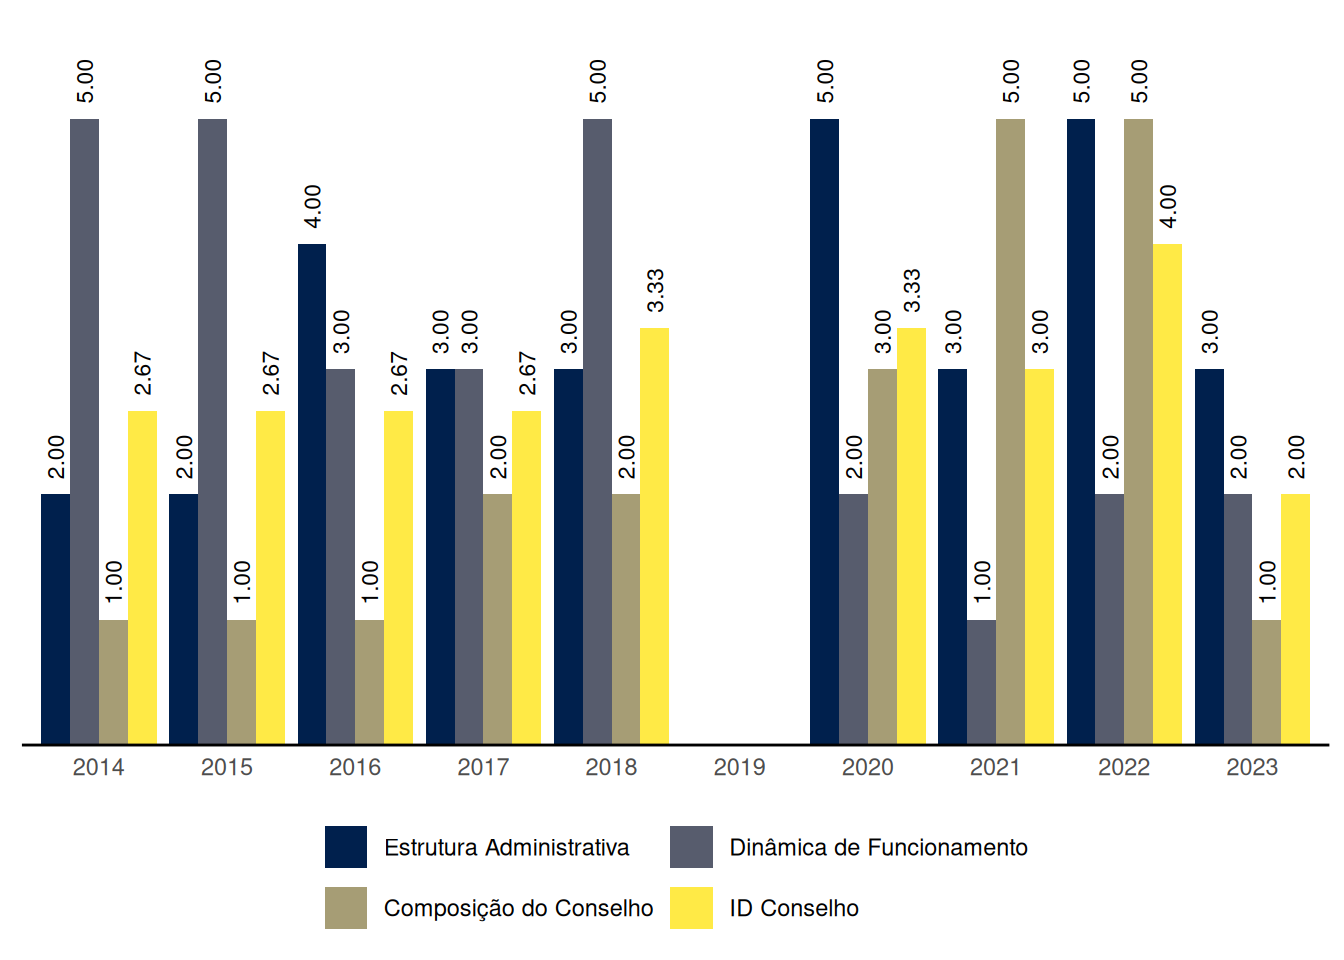 2.00 5.00 1.00 2.67
2.00 5.00 1.00 2.67
4.00 3.00 1.00 2.67
3.00 3.00 2.00 2.67
3.00 5.00 2.00 3.33
5.00 2.00 3.00 3.33
3.00 1.00 5.00 3.00
5.00 2.00 5.00 4.00
3.00 2.00 1.00 2.00
2014 2015 2016 2017 2018 2019 2020 2021 2022 2023
Estrutura Administrativa Dinâmica de Funcionamento
Composição do Conselho ID Conselho